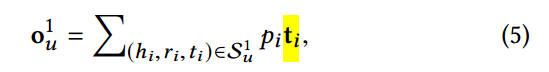 o_u^1 = ∑_{(h_i, r_i, t_i)∈S_u^1} p_i t_i, (5)